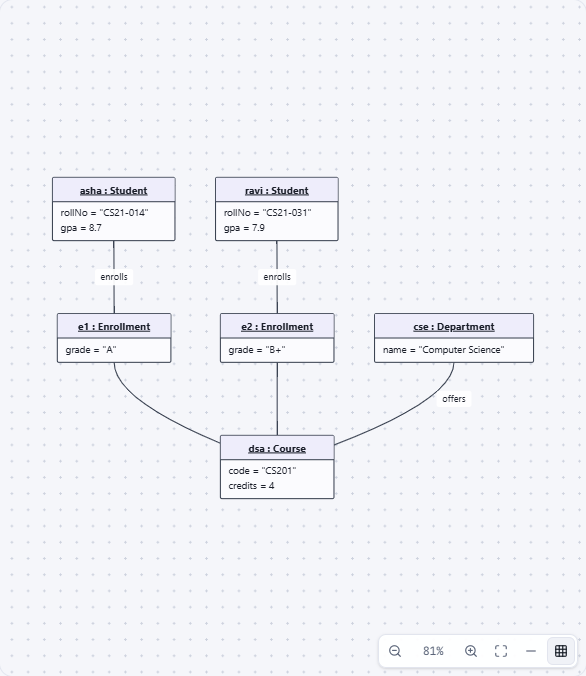 asha : Student
rollNo = "CS21-014"
gpa = 8.7
ravi : Student
rollNo = "CS21-031"
gpa = 7.9
enrolls
enrolls
e1 : Enrollment
grade = "A"
e2 : Enrollment
grade = "B+"
cse : Department
name = "Computer Science"
offers
dsa : Course
code = "CS201"
credits = 4
81%